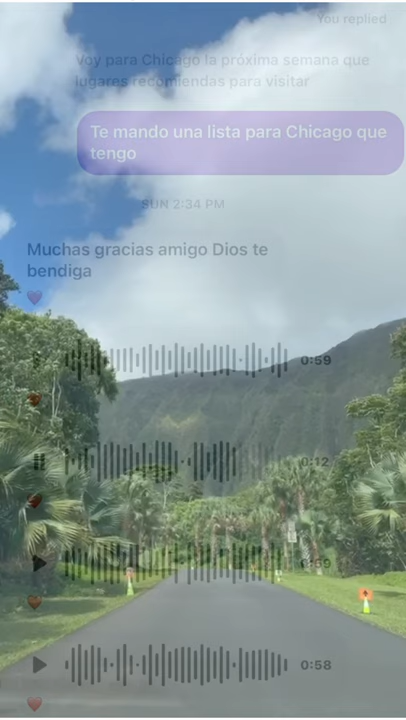 You replied
Voy para Chicago la próxima semana que
lugares recomiendas para visitar
Te mando una lista para Chicago que
tengo
SUN 2:34 PM
Muchas gracias amigo Dios te
bendiga
0:59
0:12
0:58